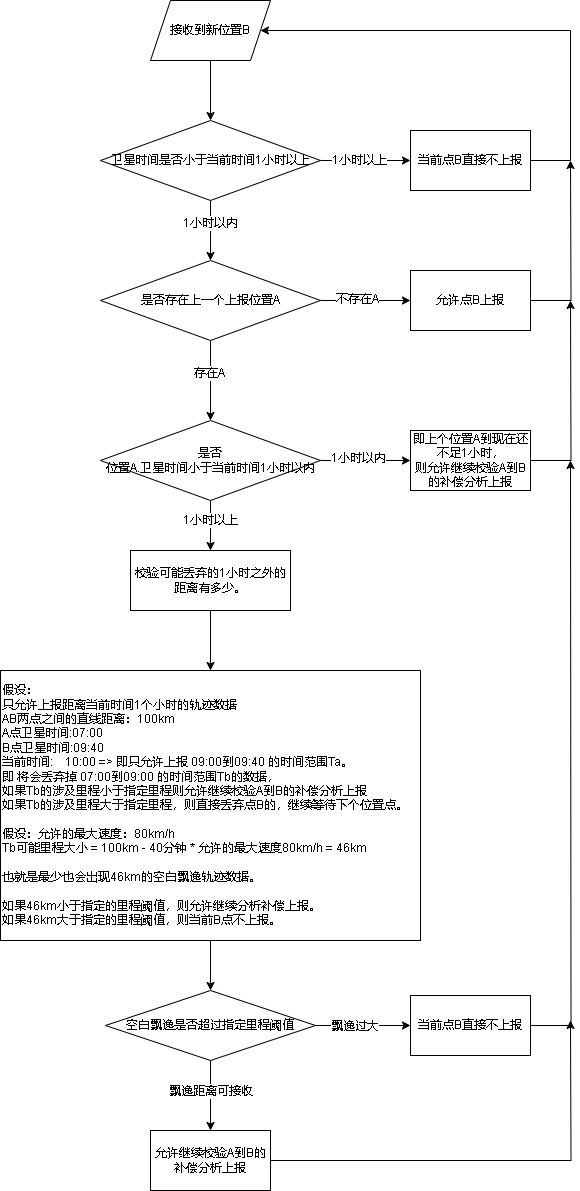 接收到新位置B
卫星时间是否小于当前时间1小时以上
1小时以上
当前点B直接不上报
1小时以内
是否存在上一个上报位置A
不存在A
允许点B上报
存在A
是否
位置A 卫星时间小于当前时间1小时以内
1小时以内
即上个位置A到现在还
不足1小时，
则允许继续校验A到B
的补偿分析上报
1小时以上
校验可能丢弃的1小时之外的
距离有多少。
假设：
只允许上报距离当前时间1个小时的轨迹数据
AB两点之间的直线距离：100km
A点卫星时间:07:00
B点卫星时间:09:40
当前时间:   10:00 => 即只允许上报 09:00到09:40 的时间范围Ta。
即 将会丢弃掉 07:00到09:00 的时间范围Tb的数据，
如果Tb的涉及里程小于指定里程则允许继续校验A到B的补偿分析上报
如果Tb的涉及里程大于指定里程，则直接丢弃点B的，继续等待下个位置点。
假设：允许的最大速度：80km/h
Tb可能里程大小 = 100km - 40分钟 * 允许的最大速度80km/h = 46km
也就是最少也会出现46km的空白飘逸轨迹数据。
如果46km小于指定的里程阈值，则允许继续分析补偿上报。
如果46km大于指定的里程阈值，则当前B点不上报。
空白飘逸是否超过指定里程阈值
飘逸过大
当前点B直接不上报
飘逸距离可接收
允许继续校验A到B的
补偿分析上报